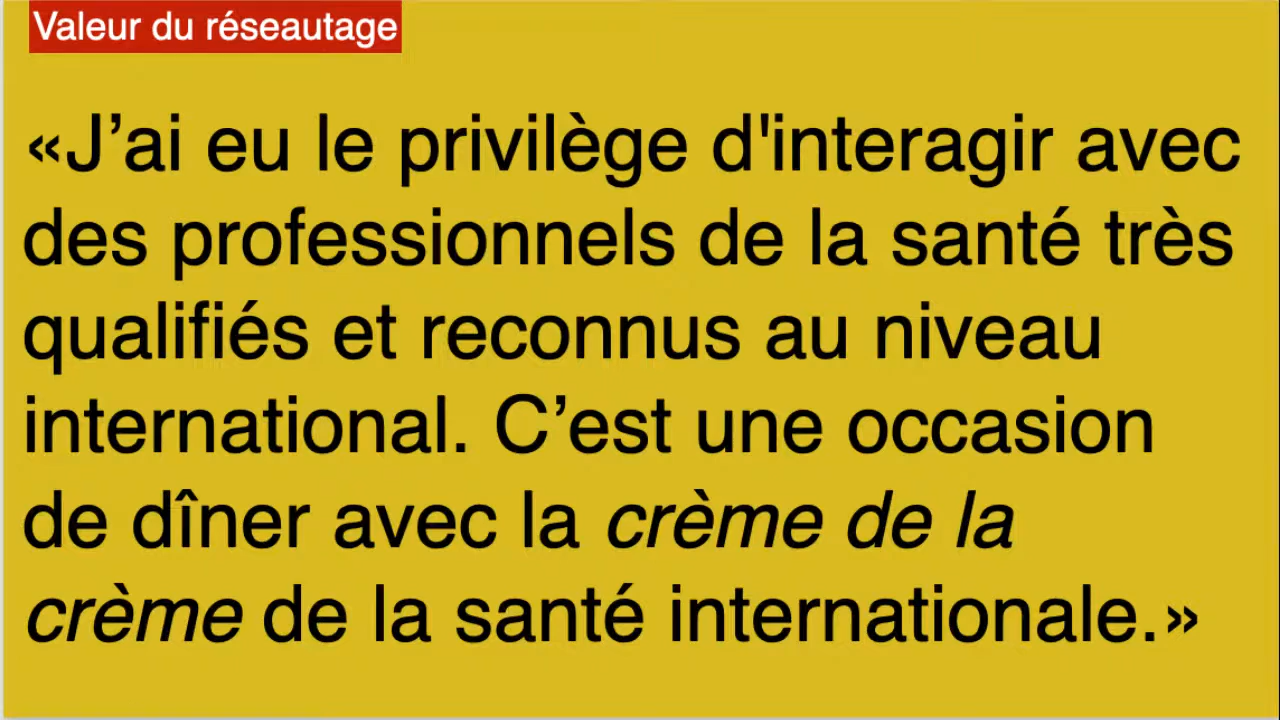 Valeur du réseautage
«J’ai eu le privilège d'interagir avec
des professionnels de la santé très
qualifiés et reconnus au niveau
international. C’est une occasion
de dîner avec la crème de la
crème de la santé internationale.»